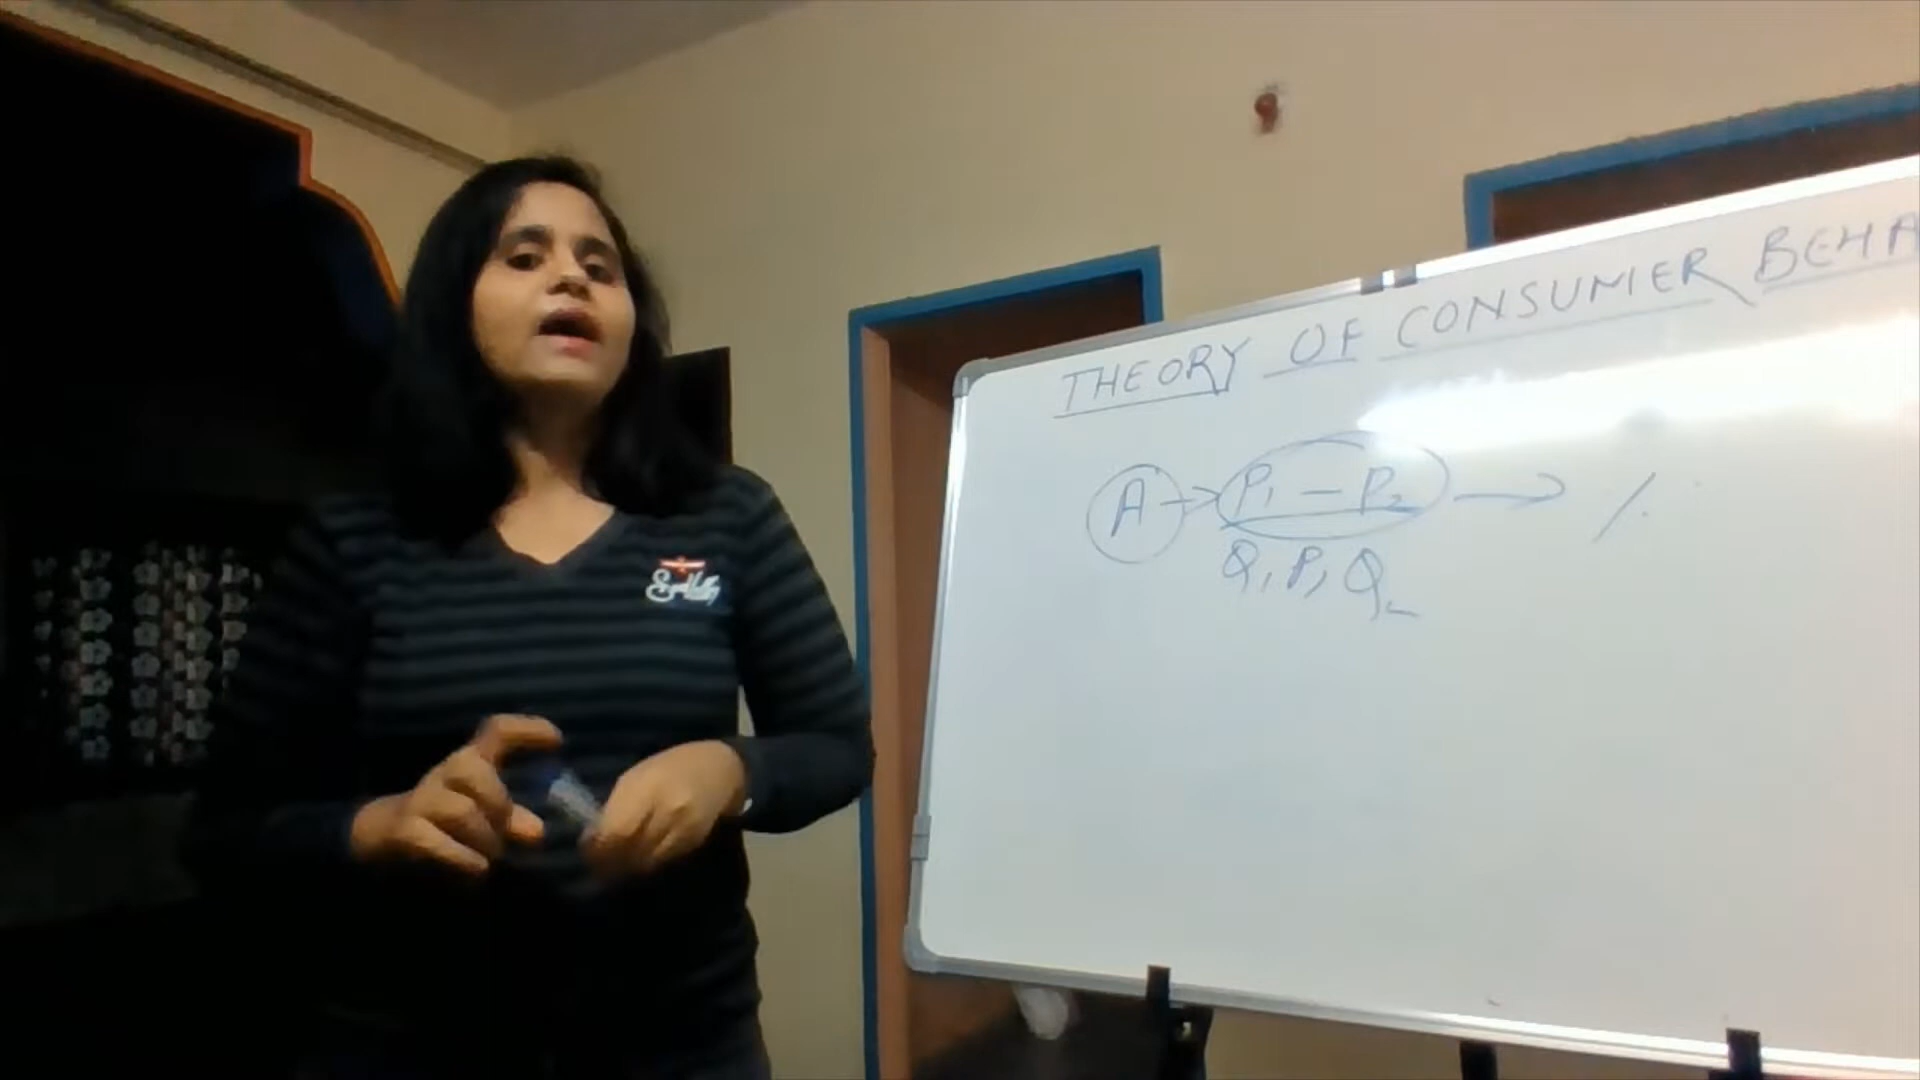 THEORY OF CONSUMER BEHA
A → P₁ – P₂ → /.
Q₁ P₁ Q₂